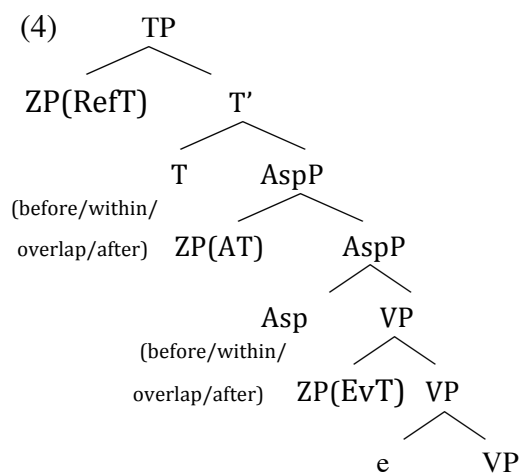 (4) TP
ZP(RefT) T’
T AspP
(before/within/
overlap/after) ZP(AT) AspP
Asp VP
(before/within/
overlap/after) ZP(EvT) VP
e VP